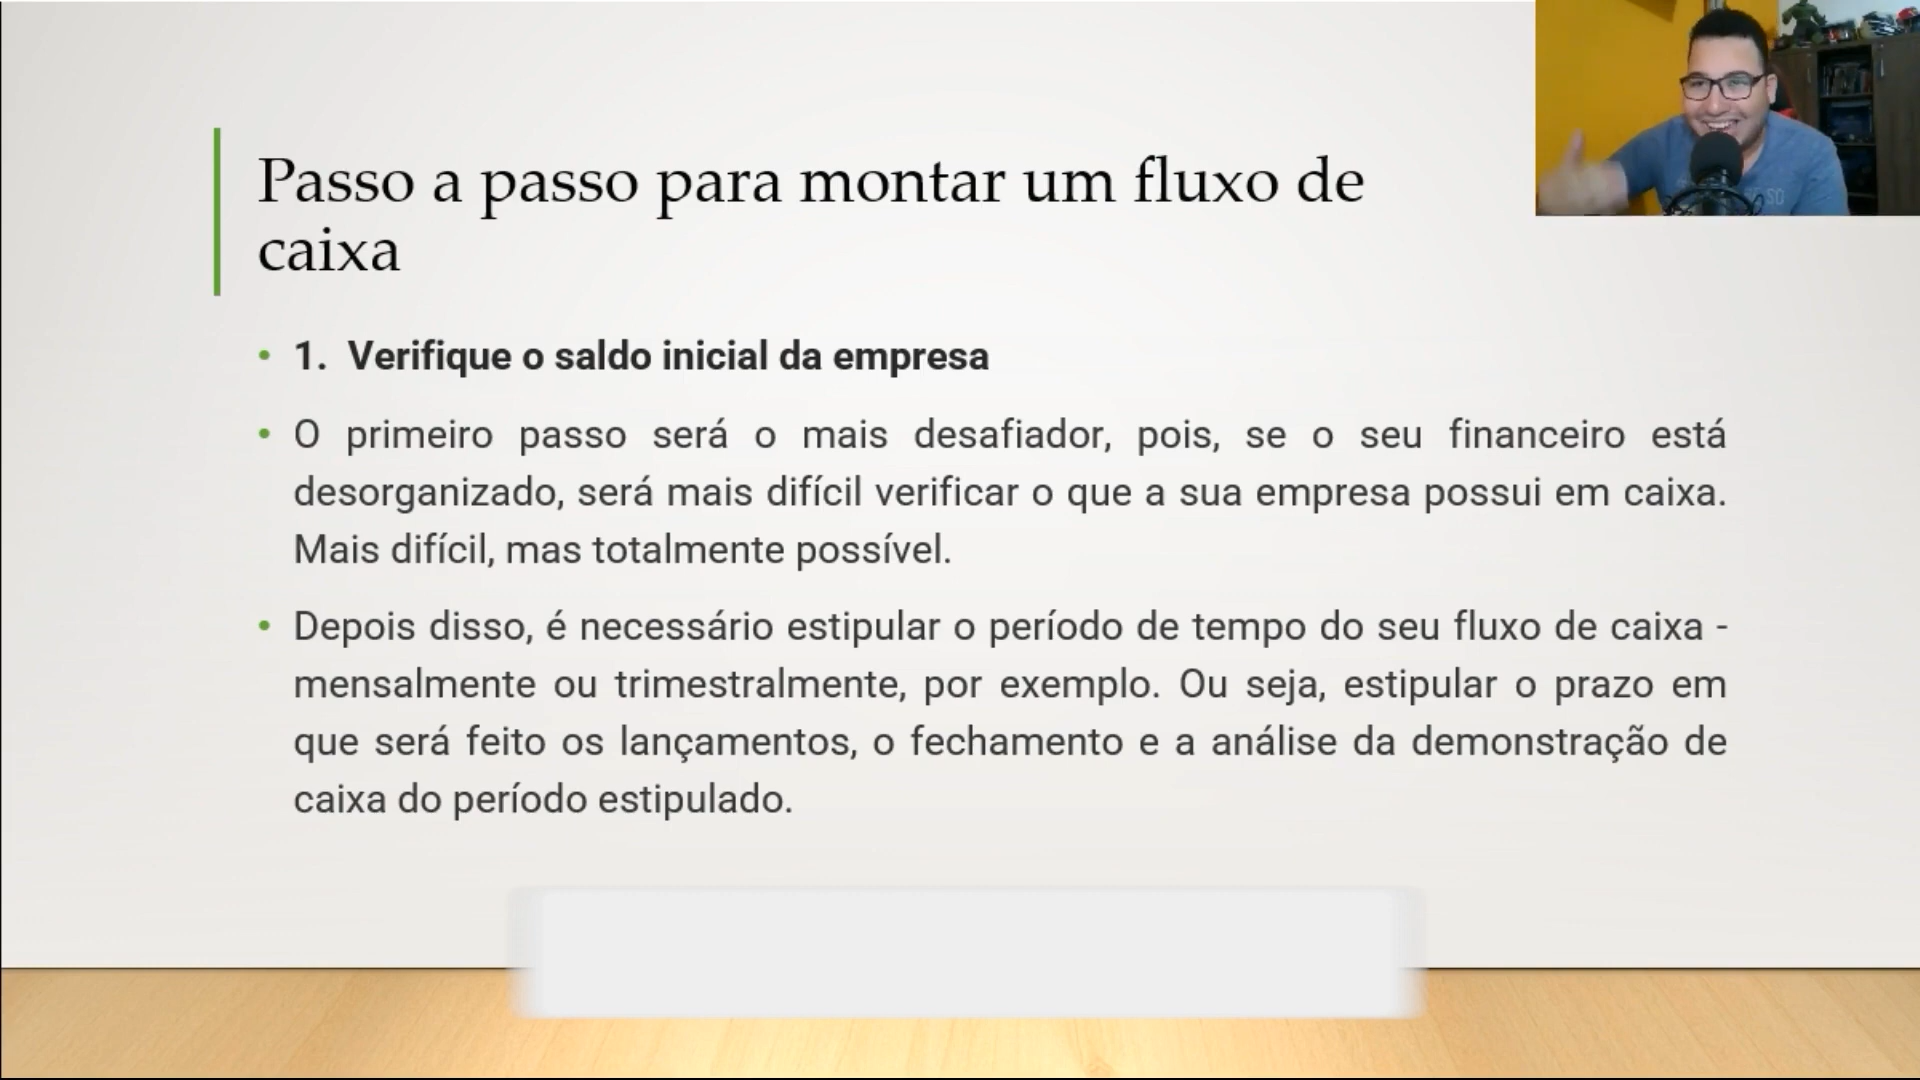 Passo a passo para montar um fluxo de
caixa
• 1. Verifique o saldo inicial da empresa
• O primeiro passo será o mais desafiador, pois, se o seu financeiro está
desorganizado, será mais difícil verificar o que a sua empresa possui em caixa.
Mais difícil, mas totalmente possível.
• Depois disso, é necessário estipular o período de tempo do seu fluxo de caixa -
mensalmente ou trimestralmente, por exemplo. Ou seja, estipular o prazo em
que será feito os lançamentos, o fechamento e a análise da demonstração de
caixa do período estipulado.